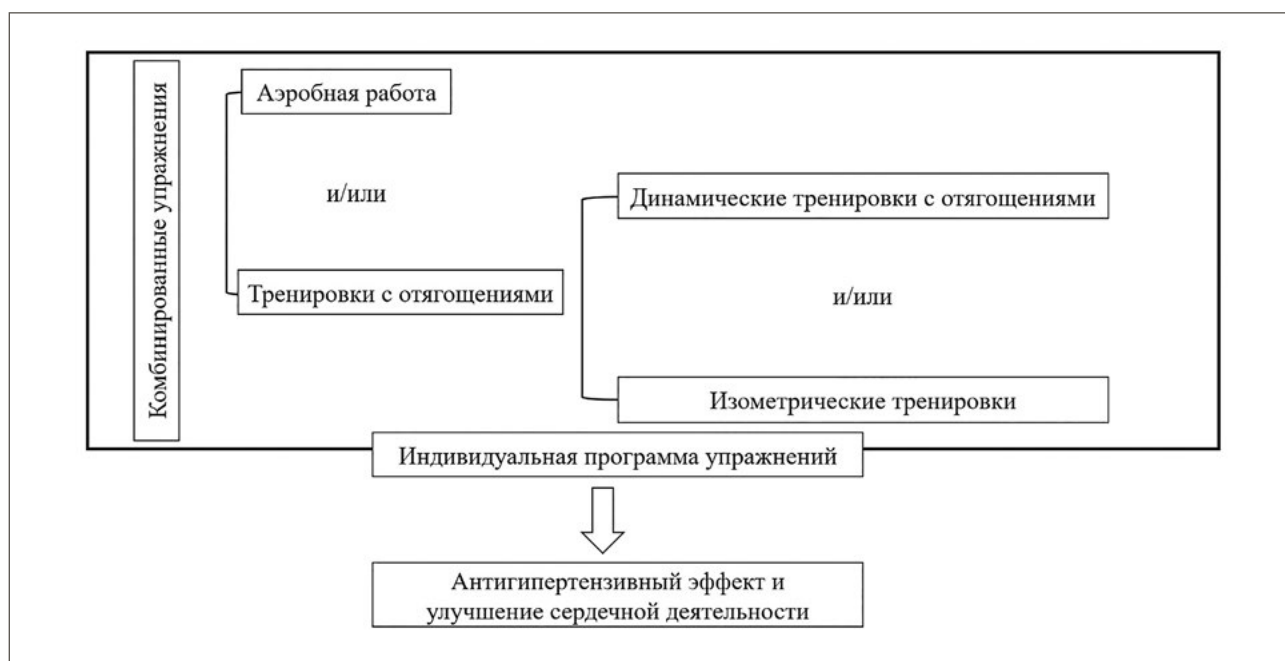 Комбинированные упражнения
Аэробная работа
и/или
Тренировки с отягощениями
Динамические тренировки с отягощениями
и/или
Изометрические тренировки
Индивидуальная программа упражнений
Антигипертензивный эффект и
улучшение сердечной деятельности